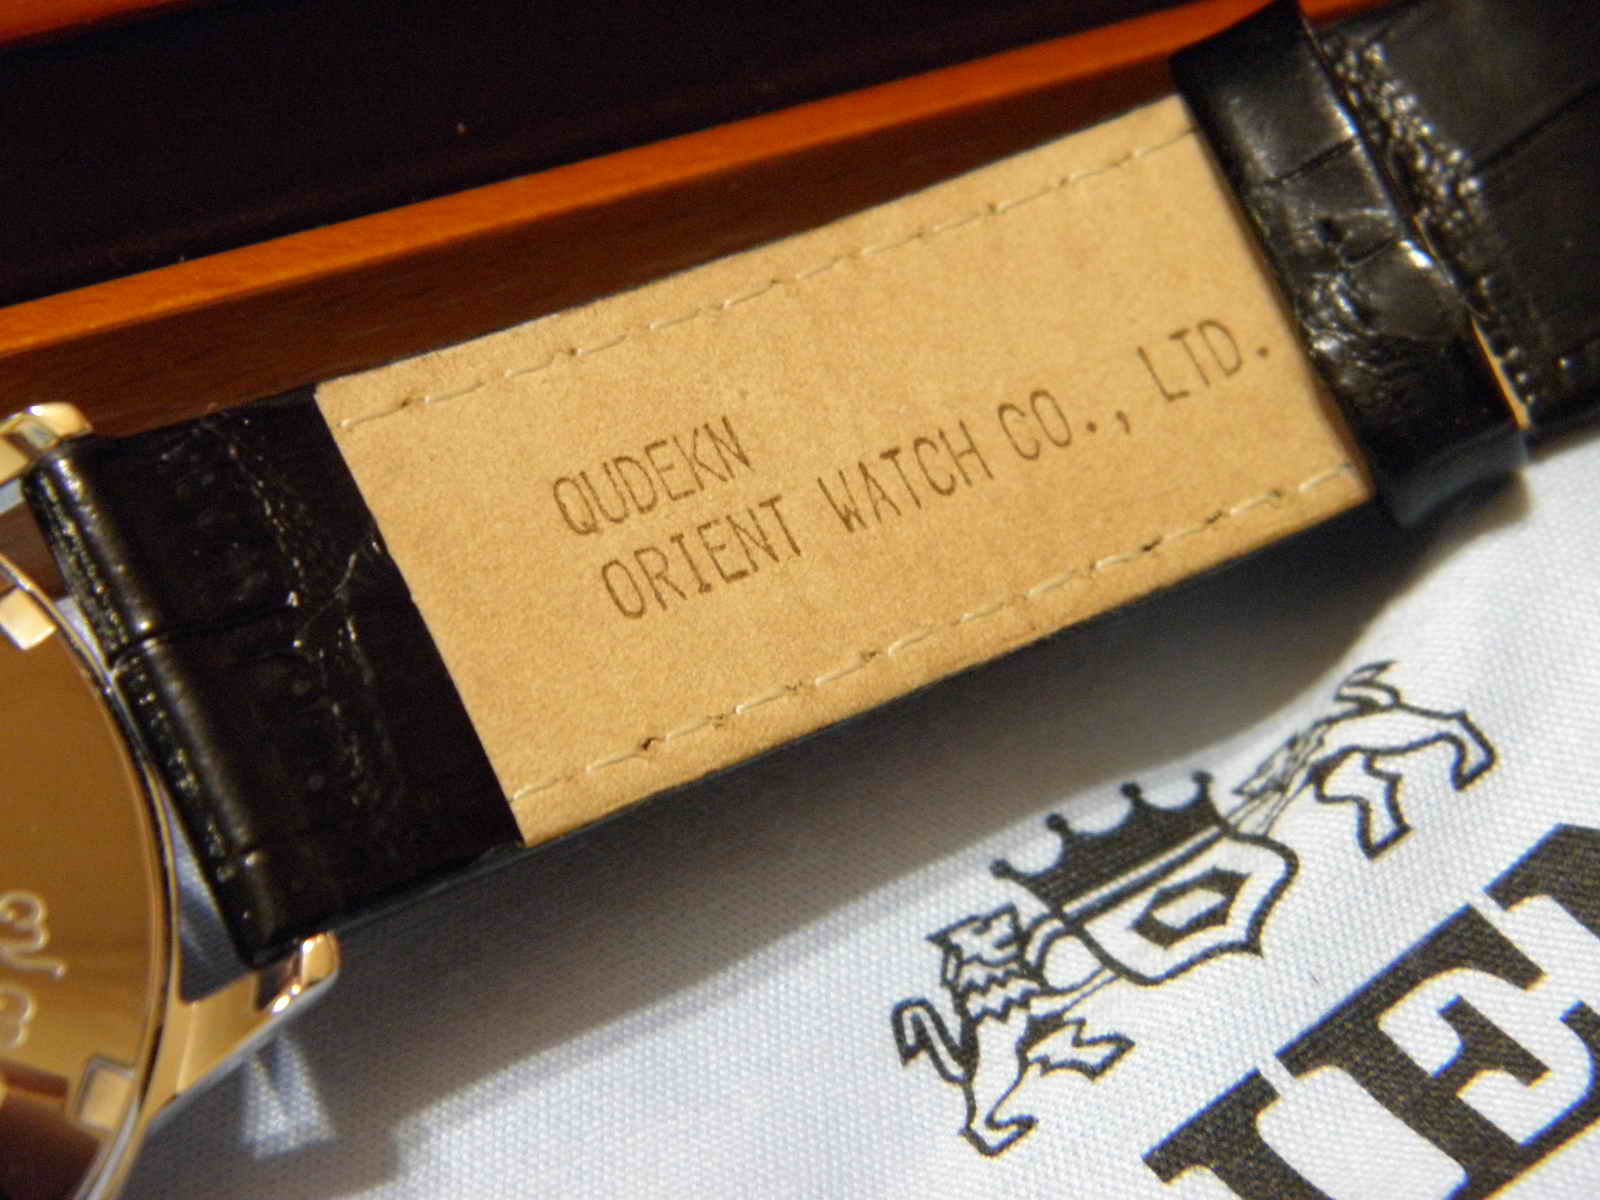 QUDEKN
ORIENT WATCH CO., LTD.